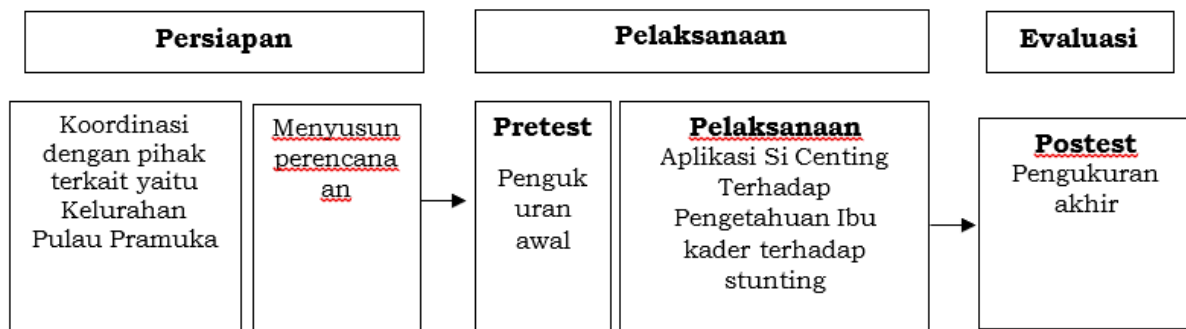 Persiapan
Pelaksanaan
Evaluasi
Koordinasi
dengan pihak
terkait yaitu
Kelurahan
Pulau Pramuka
Menyusun
perencana
an
Pretest
Penguk
uran
awal
Pelaksanaan
Aplikasi Si Centing
Terhadap
Pengetahuan Ibu
kader terhadap
stunting
Postest
Pengukuran
akhir